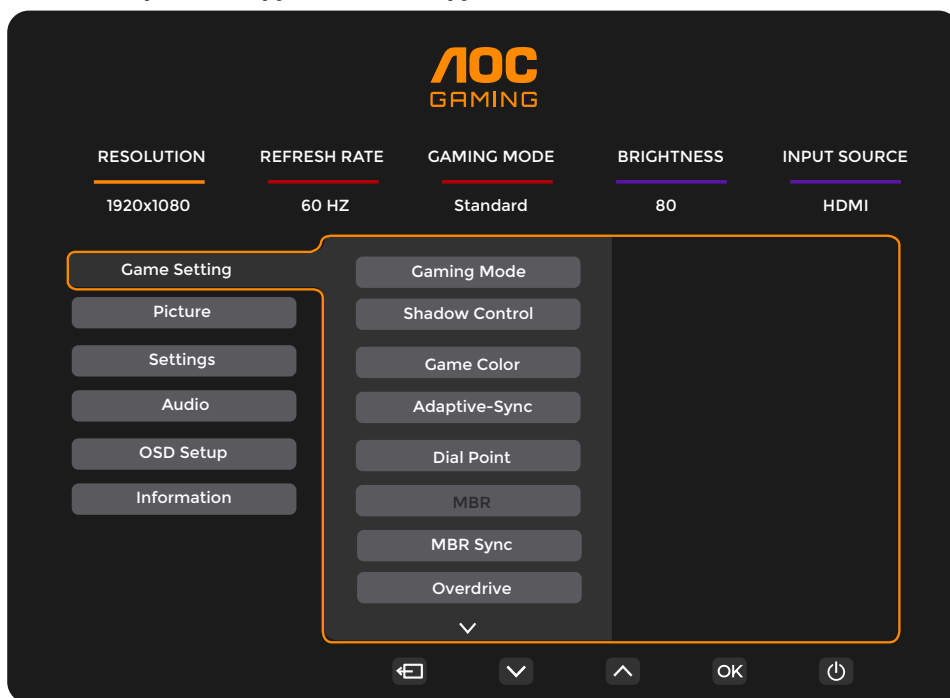 AOC
GAMING
RESOLUTION REFRESH RATE GAMING MODE BRIGHTNESS INPUT SOURCE
1920x1080 60 HZ Standard 80 HDMI
Game Setting
Picture
Settings
Audio
OSD Setup
Information
Gaming Mode
Shadow Control
Game Color
Adaptive-Sync
Dial Point
MBR
MBR Sync
Overdrive
OK